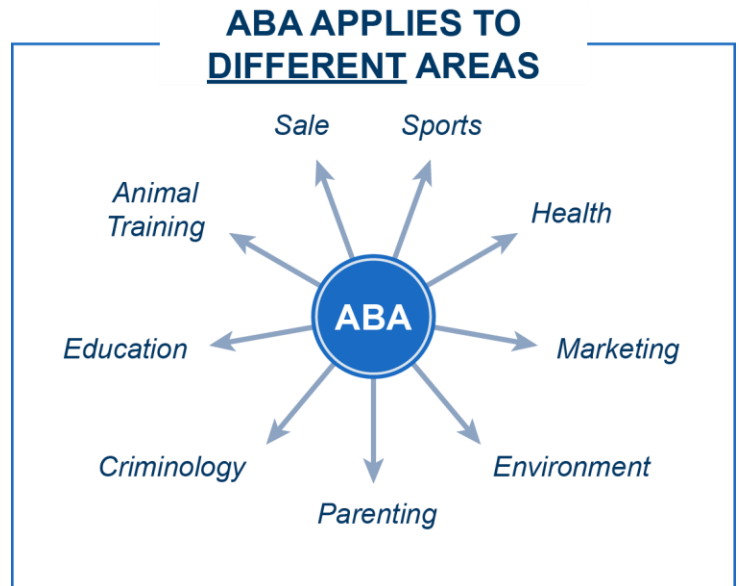 ABA APPLIES TO
DIFFERENT AREAS
Sale
Sports
Animal
Training
Health
ABA
Education
Marketing
Criminology
Environment
Parenting